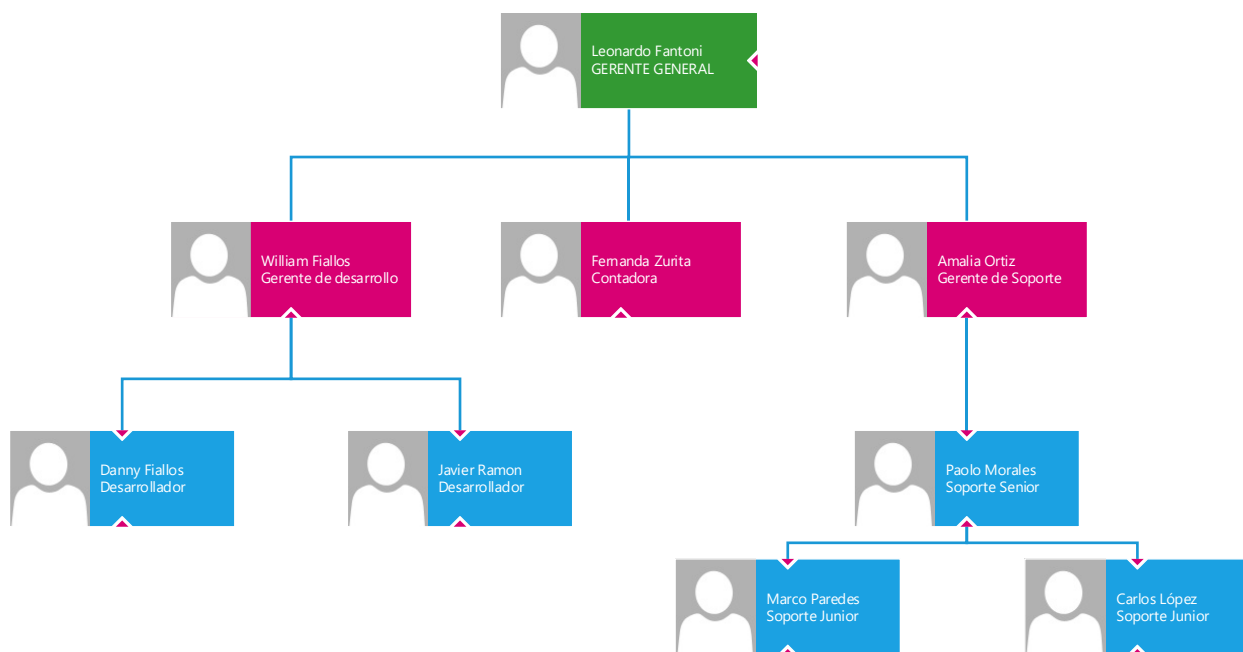 Leonardo Fantoni
GERENTE GENERAL
William Fiallos
Gerente de desarrollo
Fernanda Zurita
Contadora
Amalia Ortiz
Gerente de Soporte
Danny Fiallos
Desarrollador
Javier Ramon
Desarrollador
Paolo Morales
Soporte Senior
Marco Paredes
Soporte Junior
Carlos López
Soporte Junior